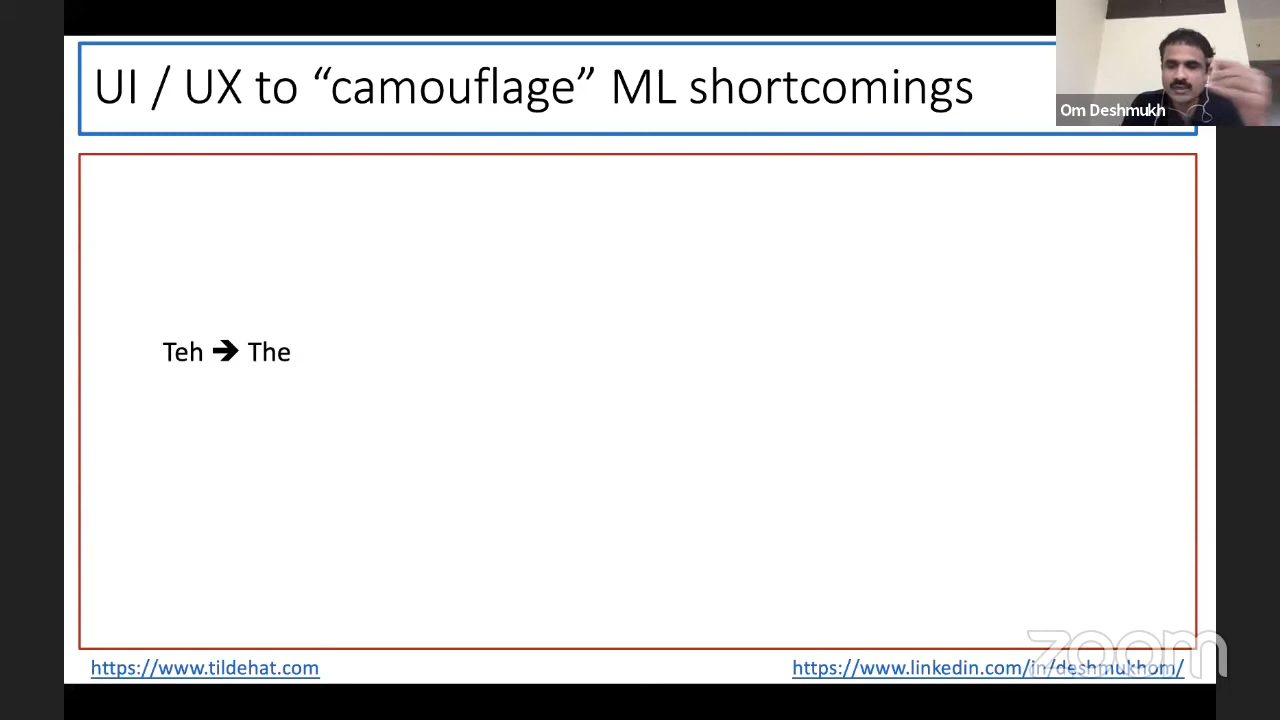 UI / UX to “camouflage” ML shortcomings
Om Deshmukh
Teh ➔ The
https://www.tildehat.com
https://www.linkedin.com/in/deshmukhom/
zoom